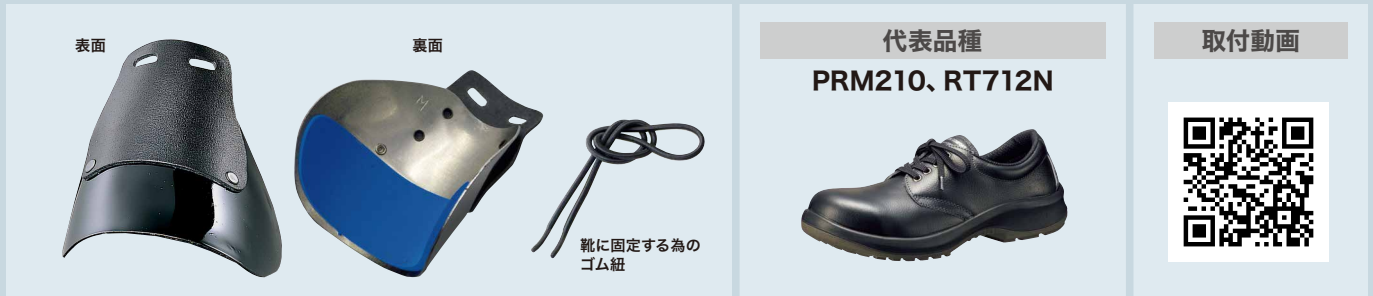 表面
裏面
M
靴に固定する為の
ゴム紐
代表品種
PRM210、RT712N
取付動画